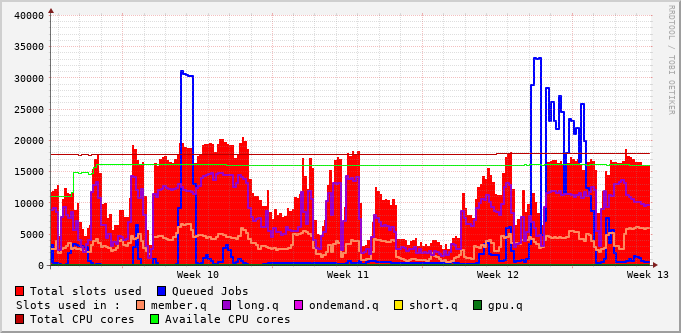 40000
35000
30000
25000
20000
15000
10000
5000
0
Week 10 Week 11 Week 12 Week 13
RRDTOOL / TOBI OETIKER
Total slots used Queued Jobs
Slots used in : member.q long.q ondemand.q short.q gpu.q
Total CPU cores Availale CPU cores